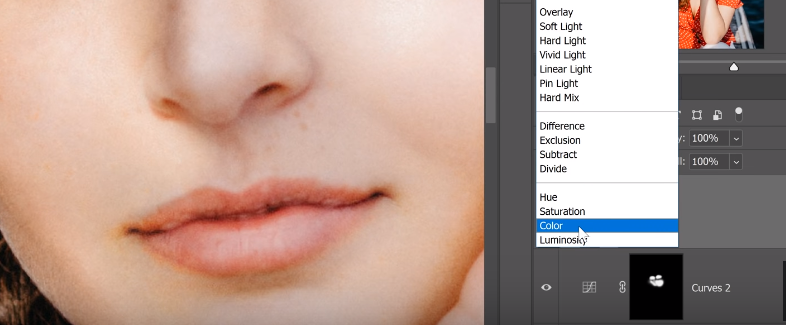 Overlay
Soft Light
Hard Light
Vivid Light
Linear Light
Pin Light
Hard Mix
Difference
Exclusion
Subtract
Divide
Hue
Saturation
Color
Luminosity
100%
100%
Curves 2